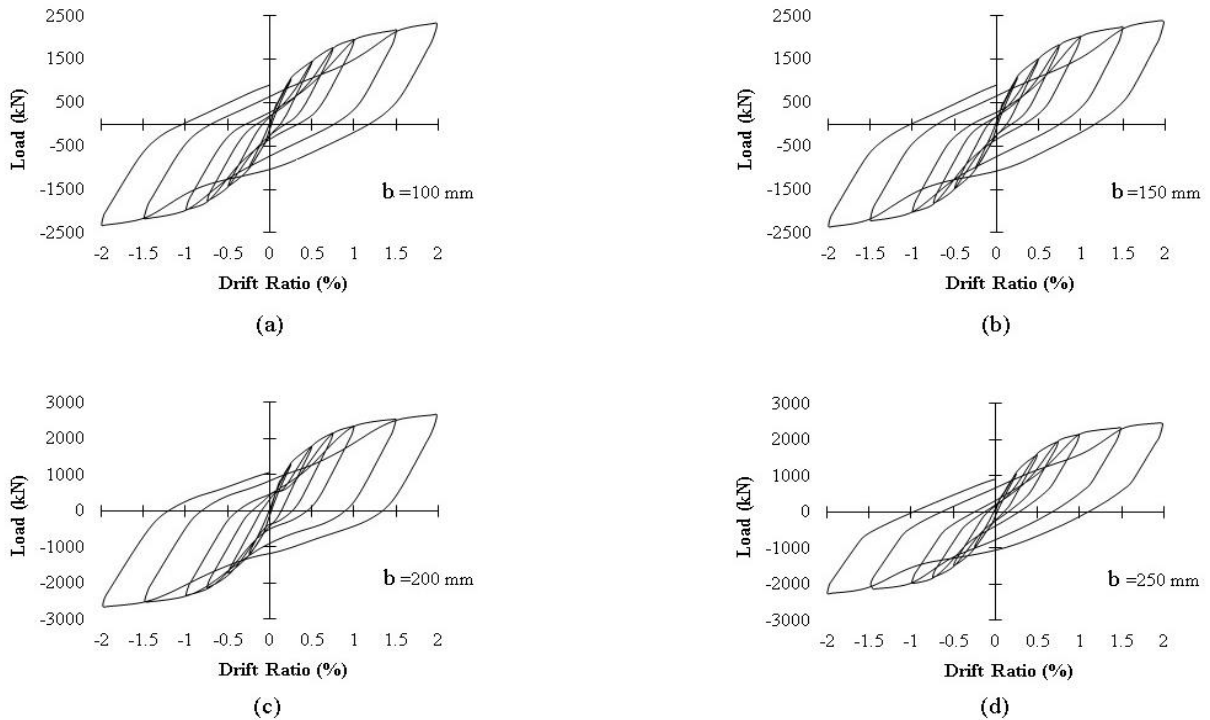 2500
1500
500
-500
-1500
-2500
Load (kN)
b =100 mm
-2 -1.5 -1 -0.5 0 0.5 1 1.5 2
Drift Ratio (%)
(a)
2500
1500
500
-500
-1500
-2500
Load (kN)
b =150 mm
-2 -1.5 -1 -0.5 0 0.5 1 1.5 2
Drift Ratio (%)
(b)
3000
2000
1000
0
-1000
-2000
-3000
Load (kN)
b =200 mm
-2 -1.5 -1 -0.5 0 0.5 1 1.5 2
Drift Ratio (%)
(c)
3000
2000
1000
0
-1000
-2000
-3000
Load (kN)
b =250 mm
-2 -1.5 -1 -0.5 0 0.5 1 1.5 2
Drift Ratio (%)
(d)